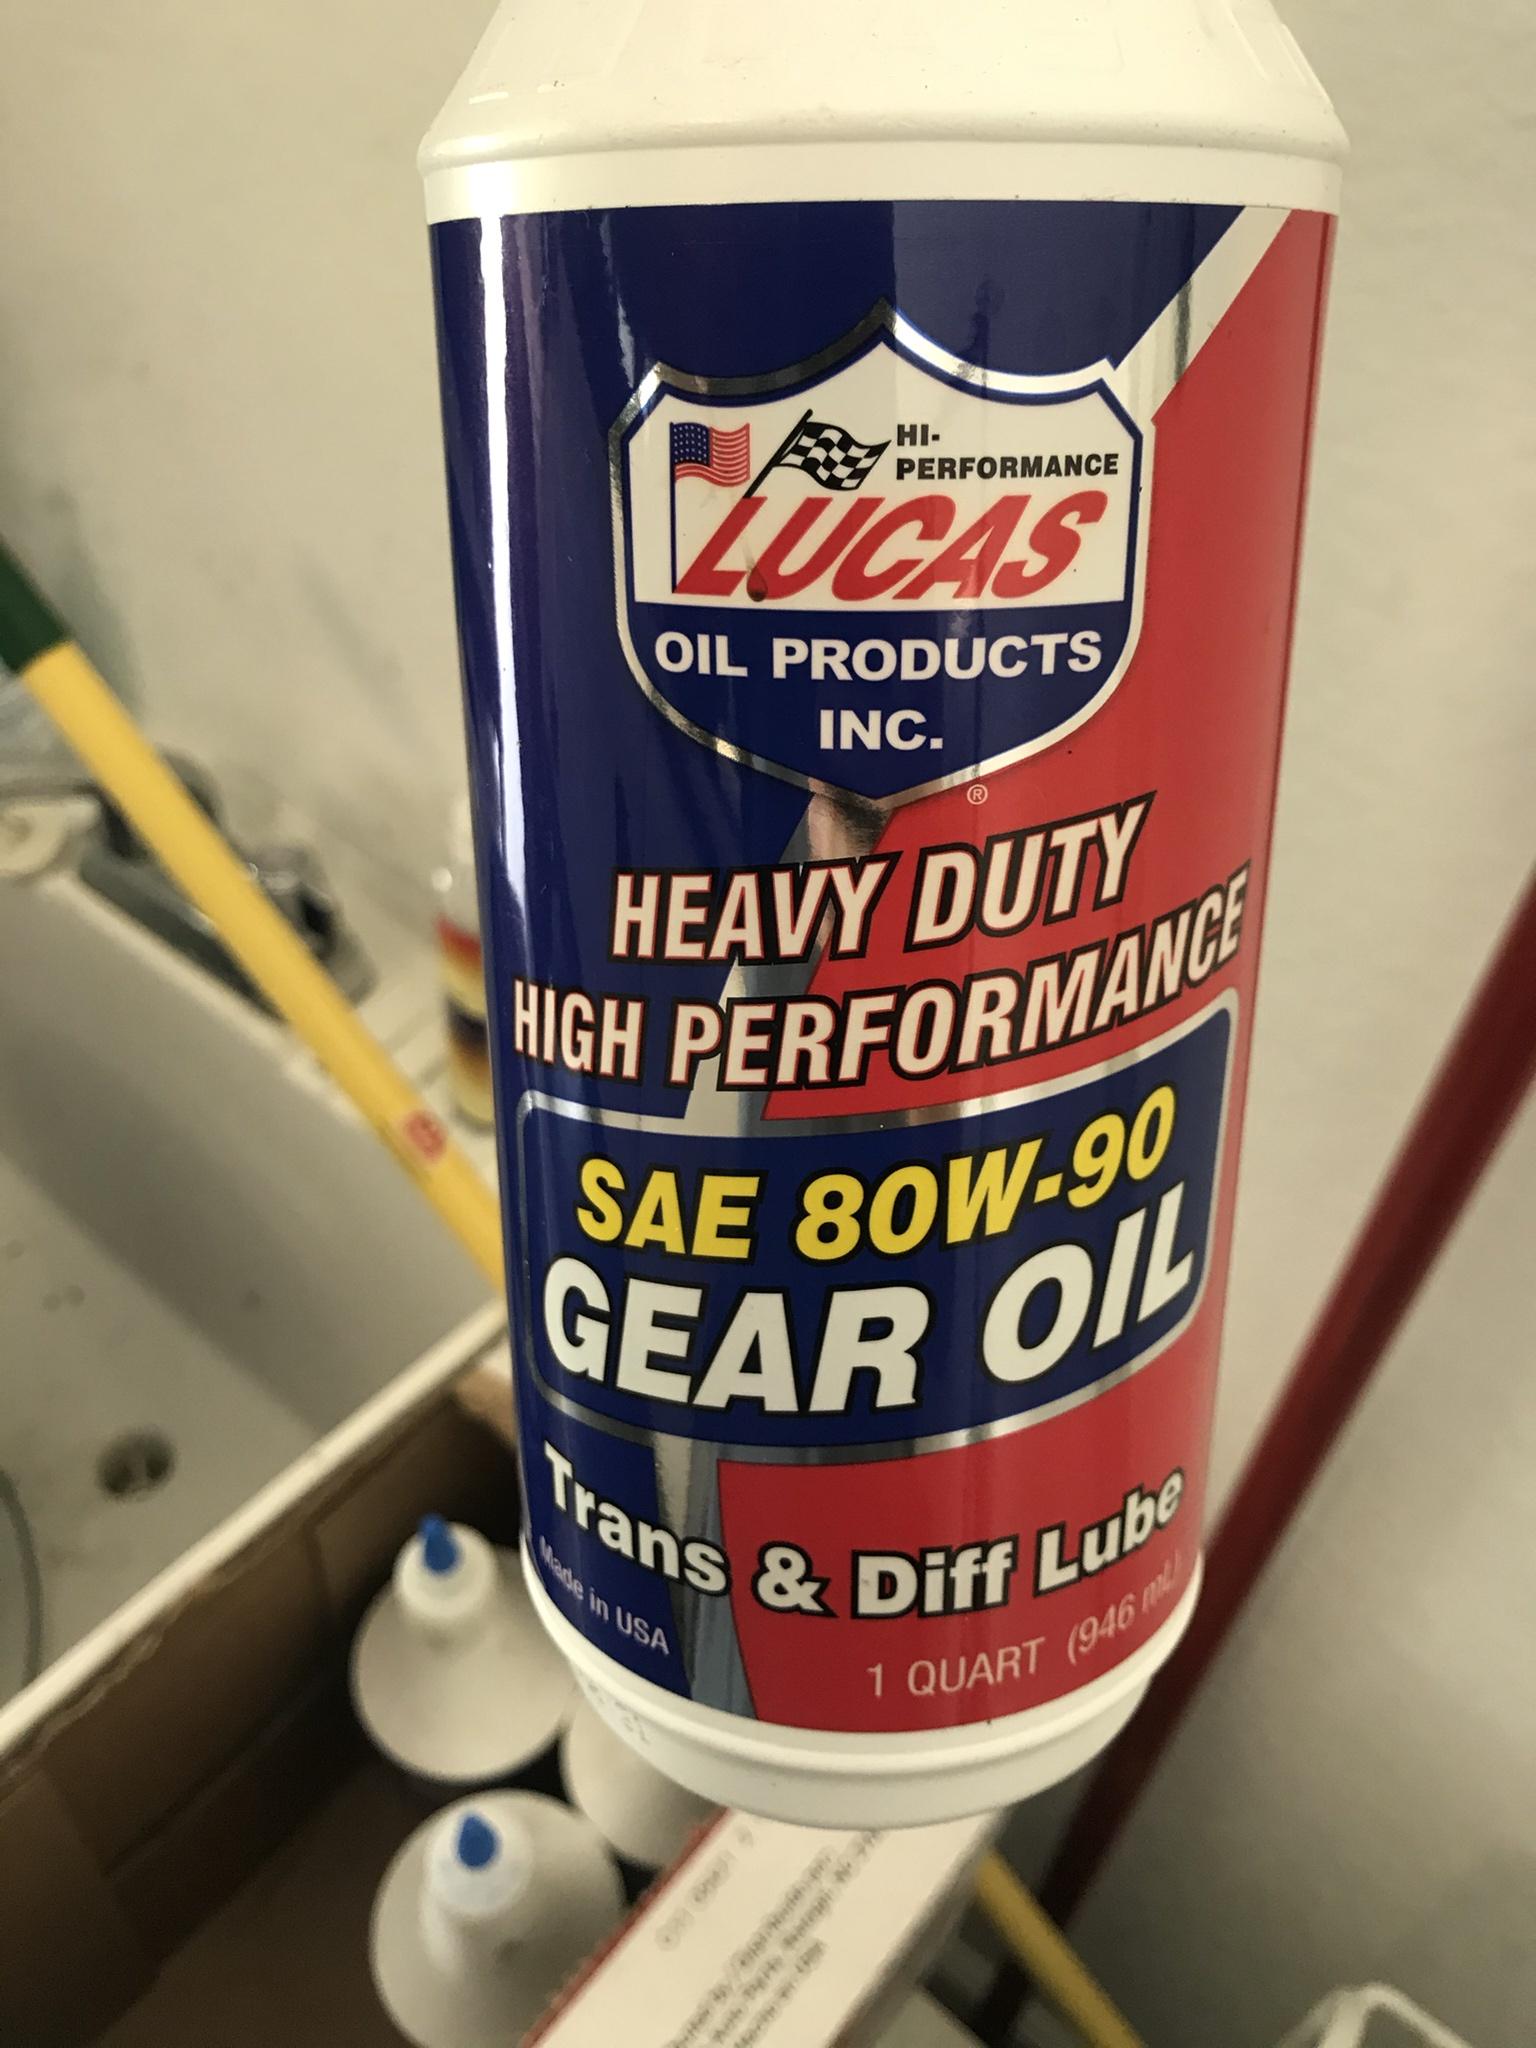 HI-
PERFORMANCE
LUCAS
OIL PRODUCTS
INC.
®
HEAVY DUTY
HIGH PERFORMANCE
SAE 80W-90
GEAR OIL
Trans & Diff Lube
Made in USA
1 QUART (946 mL)